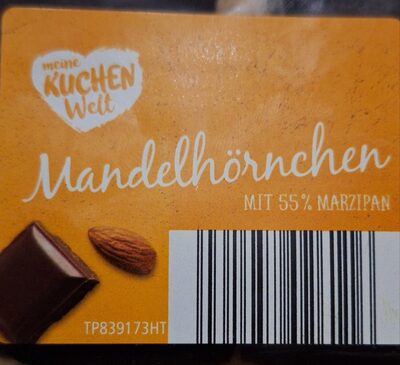 meine
KUCHEN
Welt
Mandelhörnchen
MIT 55% MARZIPAN
TP839173HT